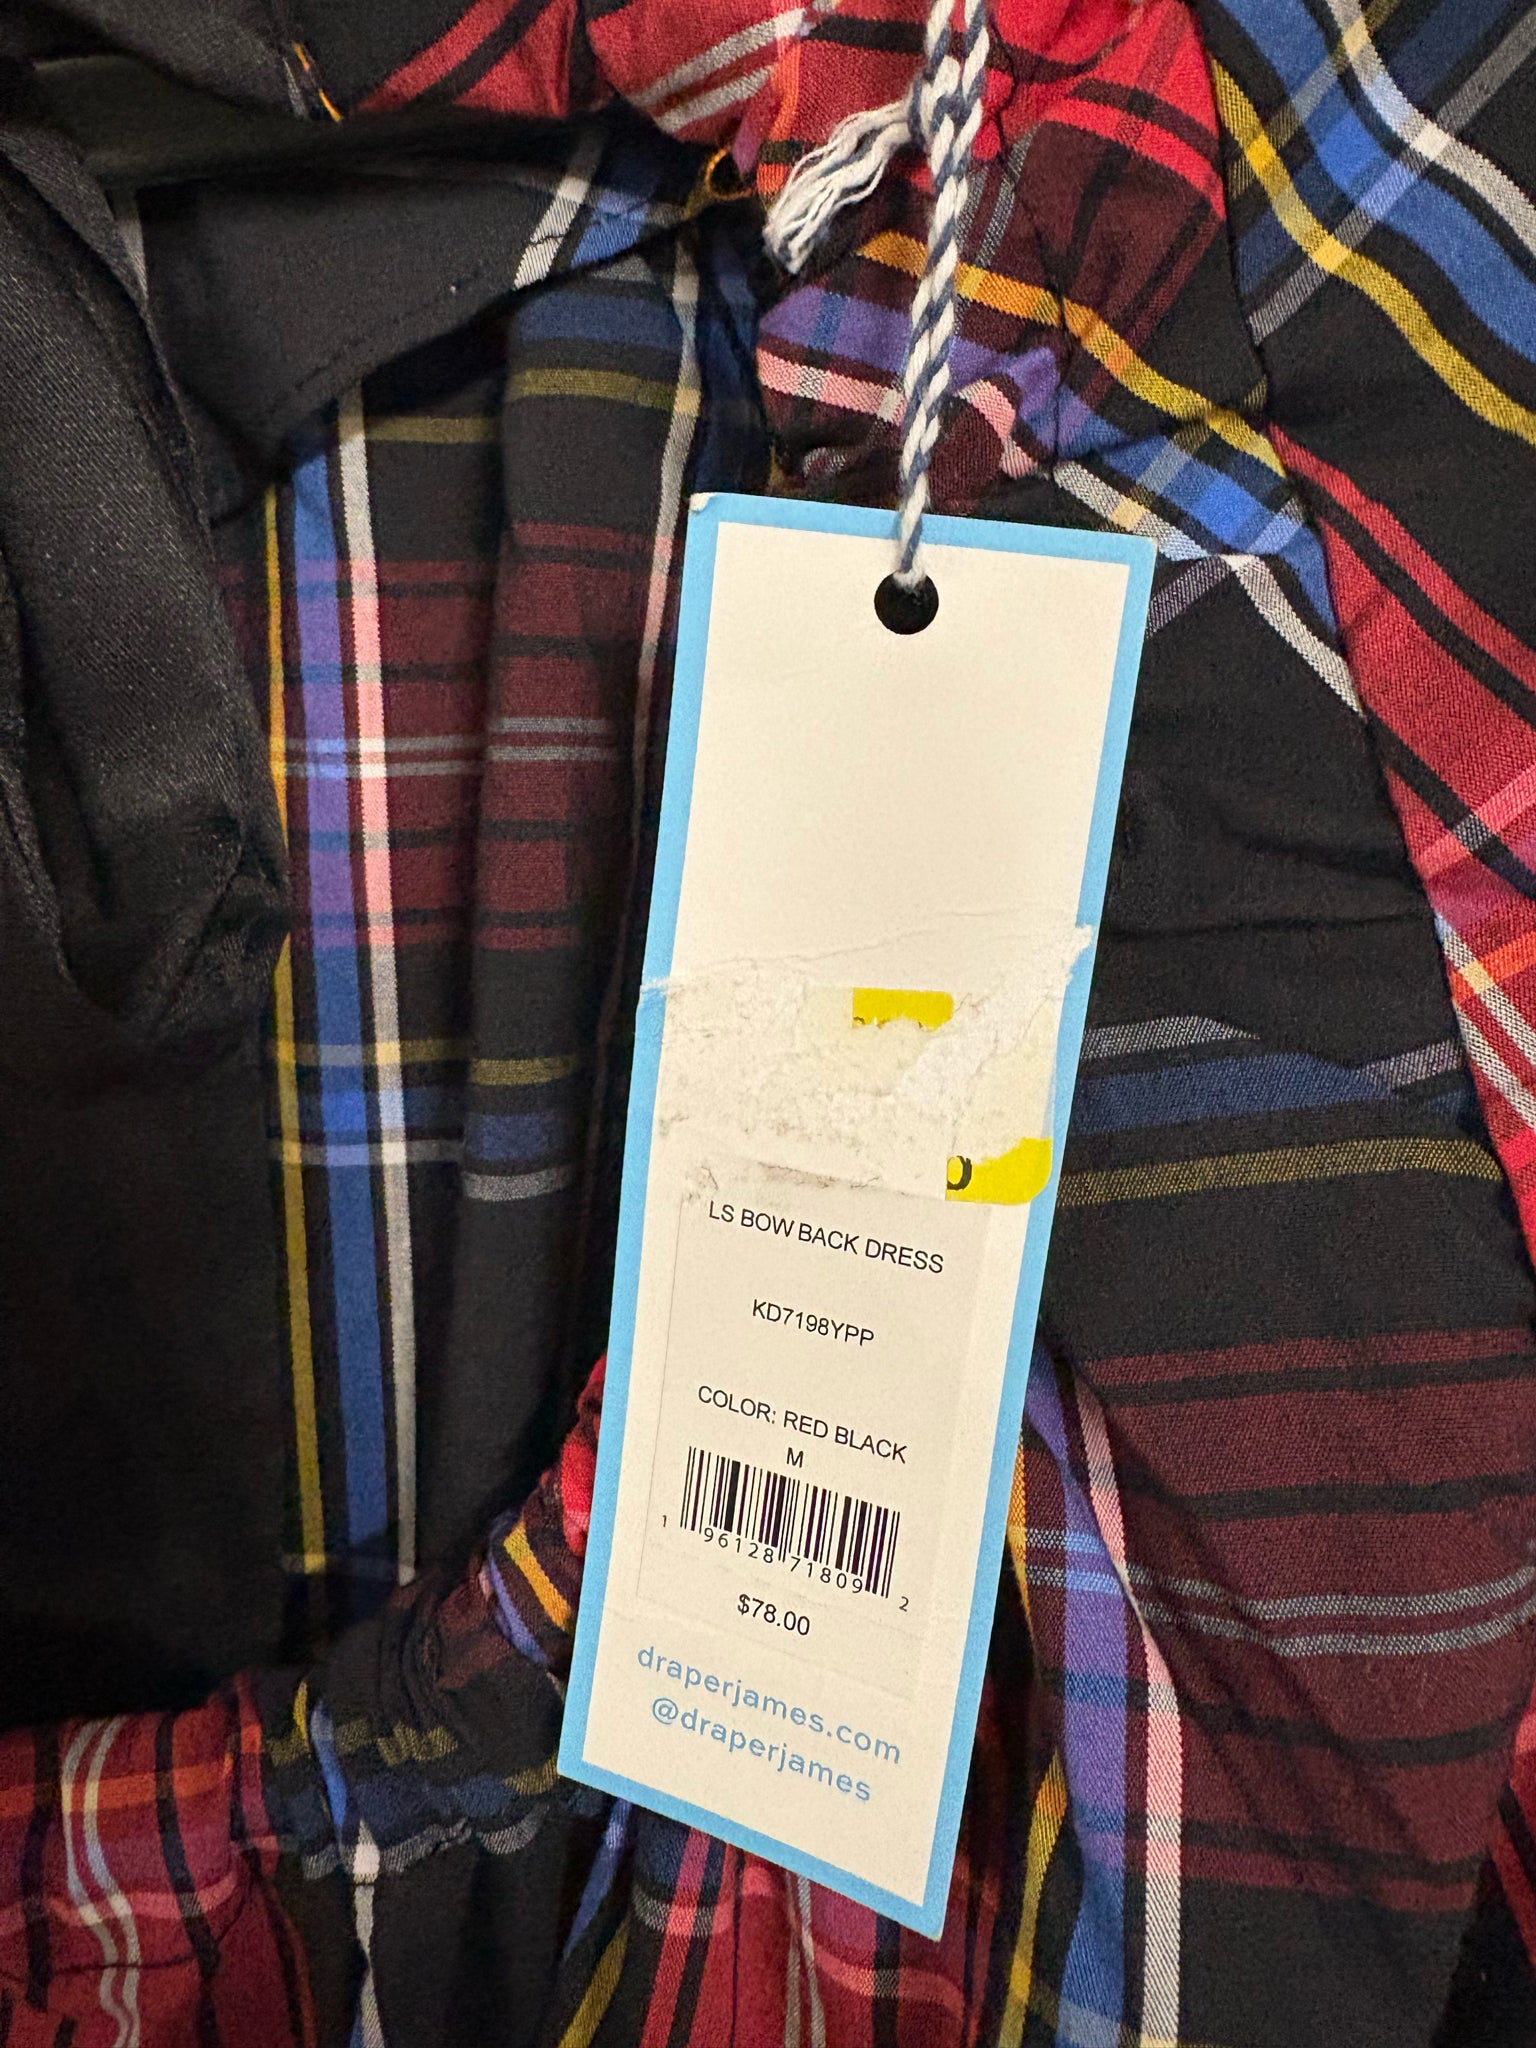 LS BOW BACK DRESS
KD7198YPP
COLOR: RED BLACK
M
1 96128 71809 2
$78.00
draperjames.com
@draperjames